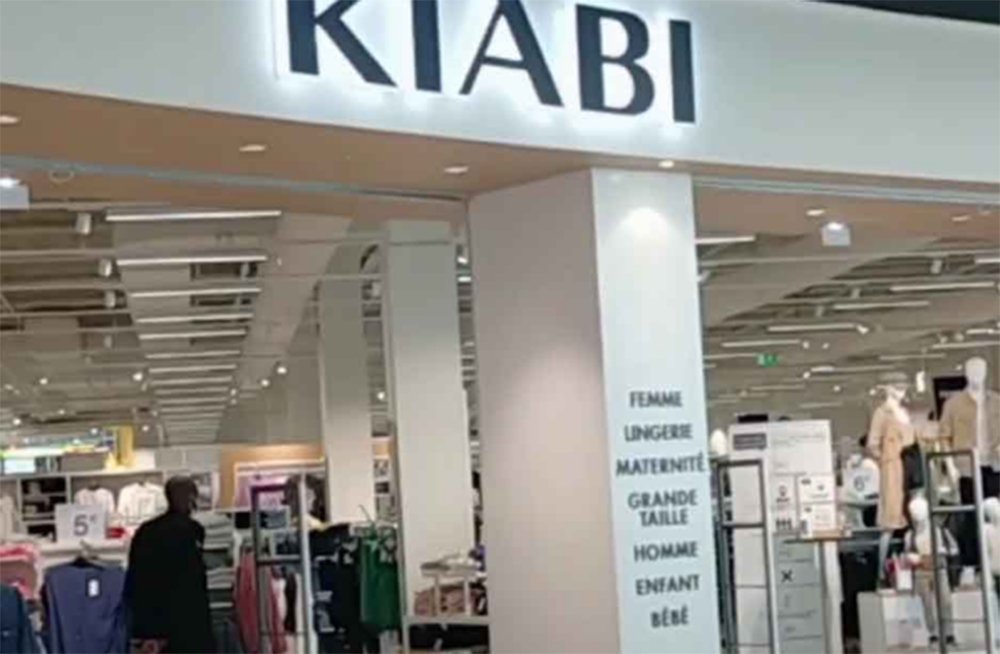 KIABI
FEMME
LINGERIE
MATERNITÉ
GRANDE
TAILLE
HOMME
ENFANT
BÉBÉ
5€
6€